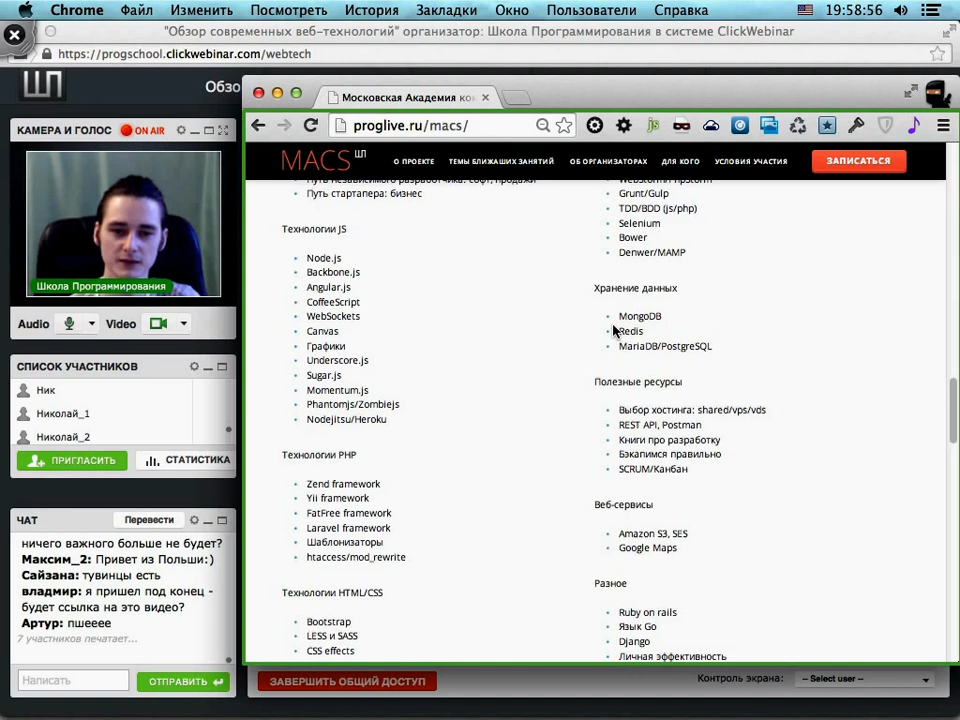 Chrome Файл Изменить Посмотреть История Закладки Окно Пользователи Справка 19:58:56
"Обзор современных веб-технологий" организатор: Школа Программирования в системе ClickWebinar
https://progschool.clickwebinar.com/webtech
ШП
Обзо
КАМЕРА И ГОЛОС ON AIR
Школа Программирования
Audio Video
СПИСОК УЧАСТНИКОВ
Ник
Николай_1
Николай_2
ПРИГЛАСИТЬ СТАТИСТИКА
ЧАТ Перевести
ничего важного больше не будет?
Максим_2: Привет из Польши:)
Сайзана: тувинцы есть
владмир: я пришел под конец -
будет ссылка на это видео?
Артур: пшееее
7 участников печатает...
Написать ОТПРАВИТЬ
Московская Академия ко
proglive.ru/macs/
MACS ШП О ПРОЕКТЕ ТЕМЫ БЛИЖАЙШИХ ЗАНЯТИЙ ОБ ОРГАНИЗАТОРАХ ДЛЯ КОГО УСЛОВИЯ УЧАСТИЯ ЗАПИСАТЬСЯ
Путь независимого разработчика: софт, продажи
Путь стартапера: бизнес
Технологии JS
Node.js
Backbone.js
Angular.js
CoffeeScript
WebSockets
Canvas
Графики
Underscore.js
Sugar.js
Momentum.js
Phantomjs/Zombiejs
Nodejitsu/Heroku
Технологии PHP
Zend framework
Yii framework
FatFree framework
Laravel framework
Шаблонизаторы
htaccess/mod_rewrite
Технологии HTML/CSS
Bootstrap
LESS и SASS
CSS effects
WebStorm/PhpStorm
Grunt/Gulp
TDD/BDD (js/php)
Selenium
Bower
Denwer/MAMP
Хранение данных
MongoDB
Redis
MariaDB/PostgreSQL
Полезные ресурсы
Выбор хостинга: shared/vps/vds
REST API, Postman
Книги про разработку
Бэкапимся правильно
SCRUM/Канбан
Веб-сервисы
Amazon S3, SES
Google Maps
Разное
Ruby on rails
Язык Go
Django
Личная эффективность
ЗАВЕРШИТЬ ОБЩИЙ ДОСТУП Контроль экрана: -- Select user --